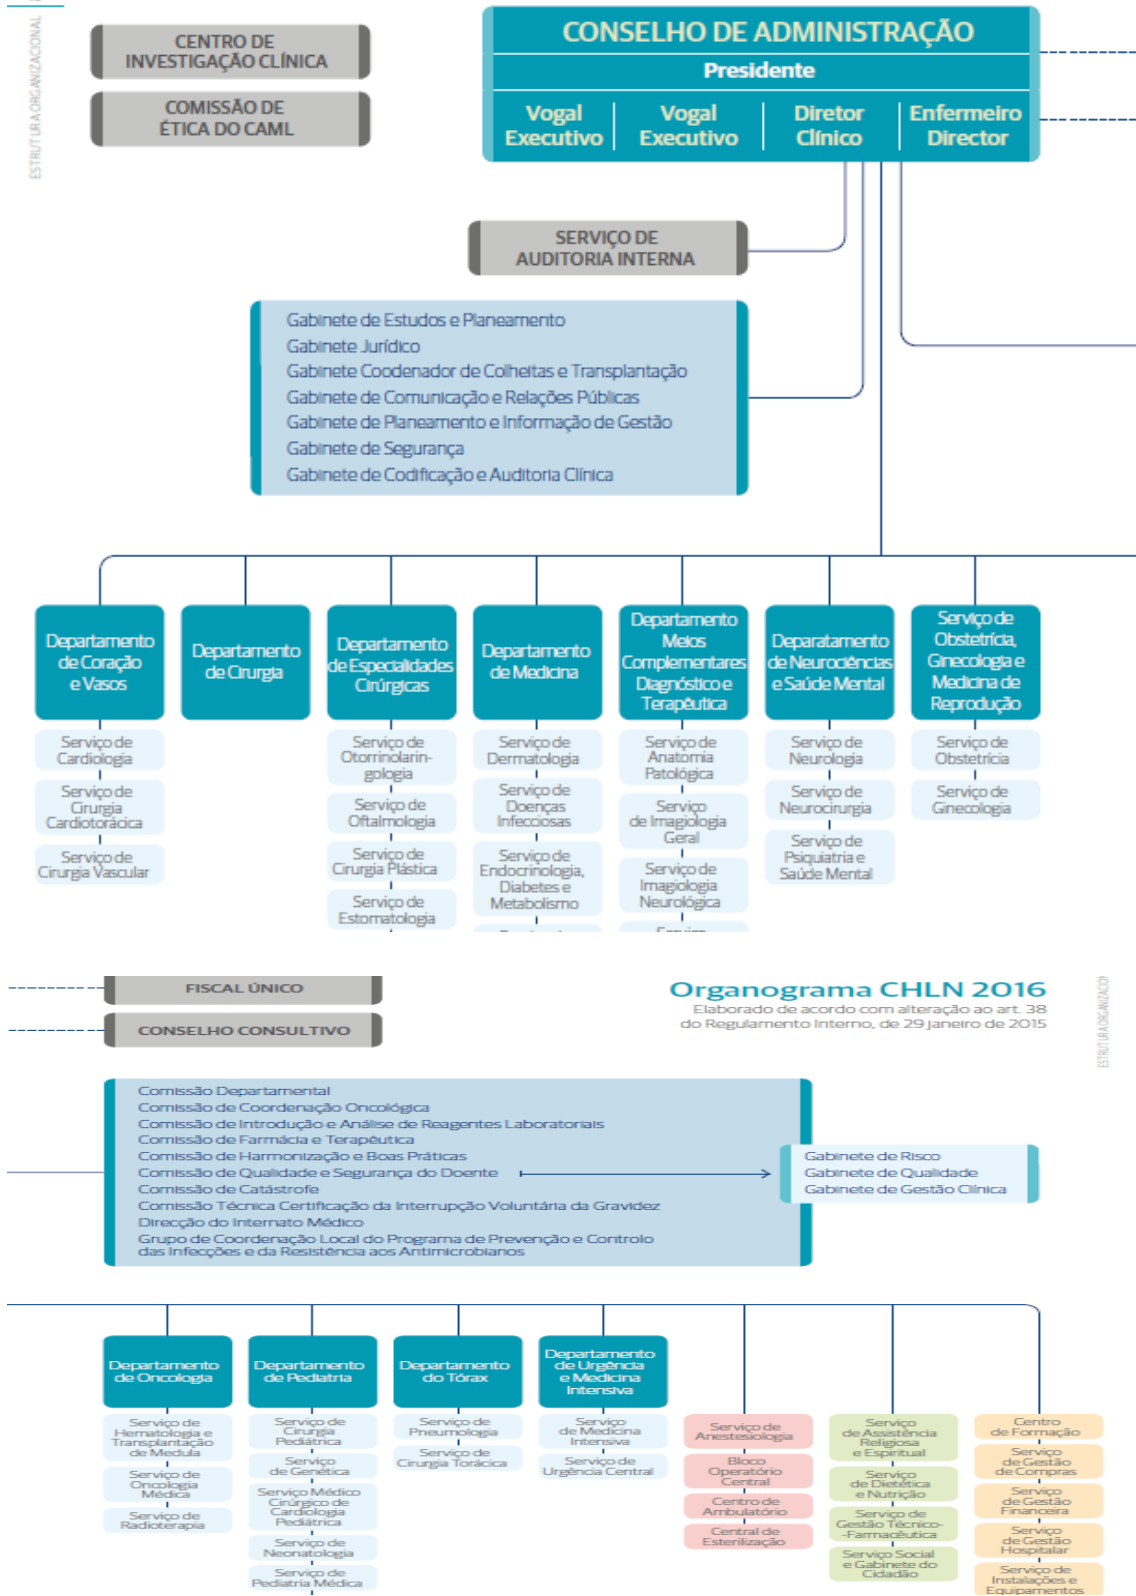 ESTRUTURA ORGANIZACIONAL
CENTRO DE
INVESTIGAÇÃO CLÍNICA
COMISSÃO DE
ÉTICA DO CAML
CONSELHO DE ADMINISTRAÇÃO
Presidente
Vogal
Executivo
Vogal
Executivo
Diretor
Clínico
Enfermeiro
Director
SERVIÇO DE
AUDITORIA INTERNA
Gabinete de Estudos e Planeamento
Gabinete Jurídico
Gabinete Coodenador de Colheitas e Transplantação
Gabinete de Comunicação e Relações Públicas
Gabinete de Planeamento e Informação de Gestão
Gabinete de Segurança
Gabinete de Codificação e Auditoria Clínica
Departamento
de Coração
e Vasos
Serviço de
Cardiologia
Serviço de
Cirurgia
Cardiotorácica
Serviço de
Cirurgia Vascular
Departamento
de Cirurgia
Departamento
de Especialidades
Cirúrgicas
Serviço de
Otorrinolarin-
gologia
Serviço de
Oftalmologia
Serviço de
Cirurgia Plástica
Serviço de
Estomatologia
Departamento
de Medicina
Serviço de
Dermatologia
Serviço de
Doenças
Infecciosas
Serviço de
Endocrinologia,
Diabetes e
Metabolismo
Departamento
Meios
Complementares
Diagnóstico e
Terapêutica
Serviço de
Anatomia
Patológica
Serviço
de Imagiologia
Geral
Serviço de
Imagiologia
Neurológica
Deparatamento
de Neurociências
e Saúde Mental
Serviço de
Neurologia
Serviço de
Neurocirurgia
Serviço de
Psiquiatria e
Saúde Mental
Serviço de
Obstetrícia,
Ginecologia e
Medicina de
Reprodução
Serviço de
Obstetrícia
Serviço de
Ginecologia
FISCAL ÚNICO
CONSELHO CONSULTIVO
Organograma CHLN 2016
Elaborado de acordo com alteração ao art. 38
do Regulamento Interno, de 29 janeiro de 2015
Comissão Departamental
Comissão de Coordenação Oncológica
Comissão de Introdução e Análise de Reagentes Laboratoriais
Comissão de Farmácia e Terapêutica
Comissão de Harmonização e Boas Práticas
Comissão de Qualidade e Segurança do Doente
Comissão de Catástrofe
Comissão Técnica Certificação da Interrupção Voluntária da Gravidez
Direcção do Internato Médico
Grupo de Coordenação Local do Programa de Prevenção e Controlo
das Infecções e da Resistência aos Antimicrobianos
Gabinete de Risco
Gabinete de Qualidade
Gabinete de Gestão Clínica
Departamento
de Oncologia
Serviço de
Hematologia e
Transplantação
de Medula
Serviço de
Oncologia
Médica
Serviço de
Radioterapia
Departamento
de Pediatria
Serviço de
Cirurgia
Pediátrica
Serviço
de Genética
Serviço Médico
Cirúrgico de
Cardiologia
Pediátrica
Serviço de
Neonatologia
Serviço de
Pediatria Médica
Departamento
do Tórax
Serviço de
Pneumologia
Serviço de
Cirurgia Torácica
Departamento
de Urgência
e Medicina
Intensiva
Serviço
de Medicina
Intensiva
Serviço de
Urgência Central
Serviço de
Anestesiologia
Bloco
Operatório
Central
Centro de
Ambulatório
Central de
Esterilização
Serviço
de Assistência
Religiosa
e Espiritual
Serviço
de Dietética
e Nutrição
Serviço de
Gestão Técnico-
-Farmacêutica
Serviço Social
e Gabinete do
Cidadão
Centro
de Formação
Serviço
de Gestão
de Compras
Serviço
de Gestão
Financeira
Serviço
de Gestão
Hospitalar
Serviço de
Instalações e
Equipamentos